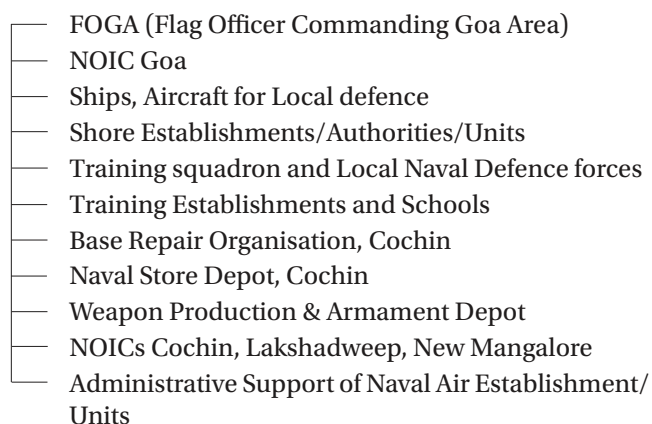 FOGA (Flag Officer Commanding Goa Area)
NOIC Goa
Ships, Aircraft for Local defence
Shore Establishments/Authorities/Units
Training squadron and Local Naval Defence forces
Training Establishments and Schools
Base Repair Organisation, Cochin
Naval Store Depot, Cochin
Weapon Production & Armament Depot
NOICs Cochin, Lakshadweep, New Mangalore
Administrative Support of Naval Air Establishment/
Units